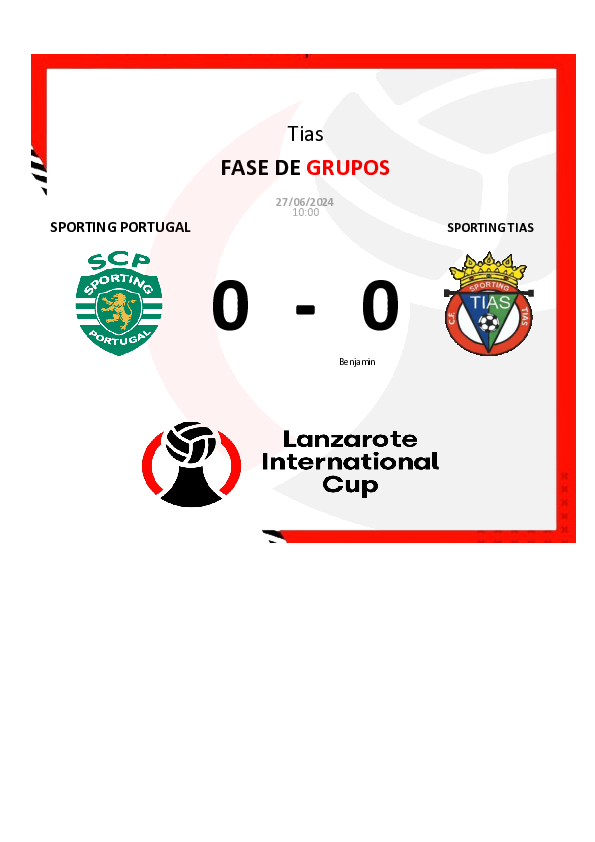 Tias
FASE DE GRUPOS
27/06/2024
10:00
SPORTING PORTUGAL
SPORTING TIAS
SCP
SPORTING
PORTUGAL
0 - 0
SPORTING
TIAS
C.F.
TIAS
Benjamin
Lanzarote
International
Cup